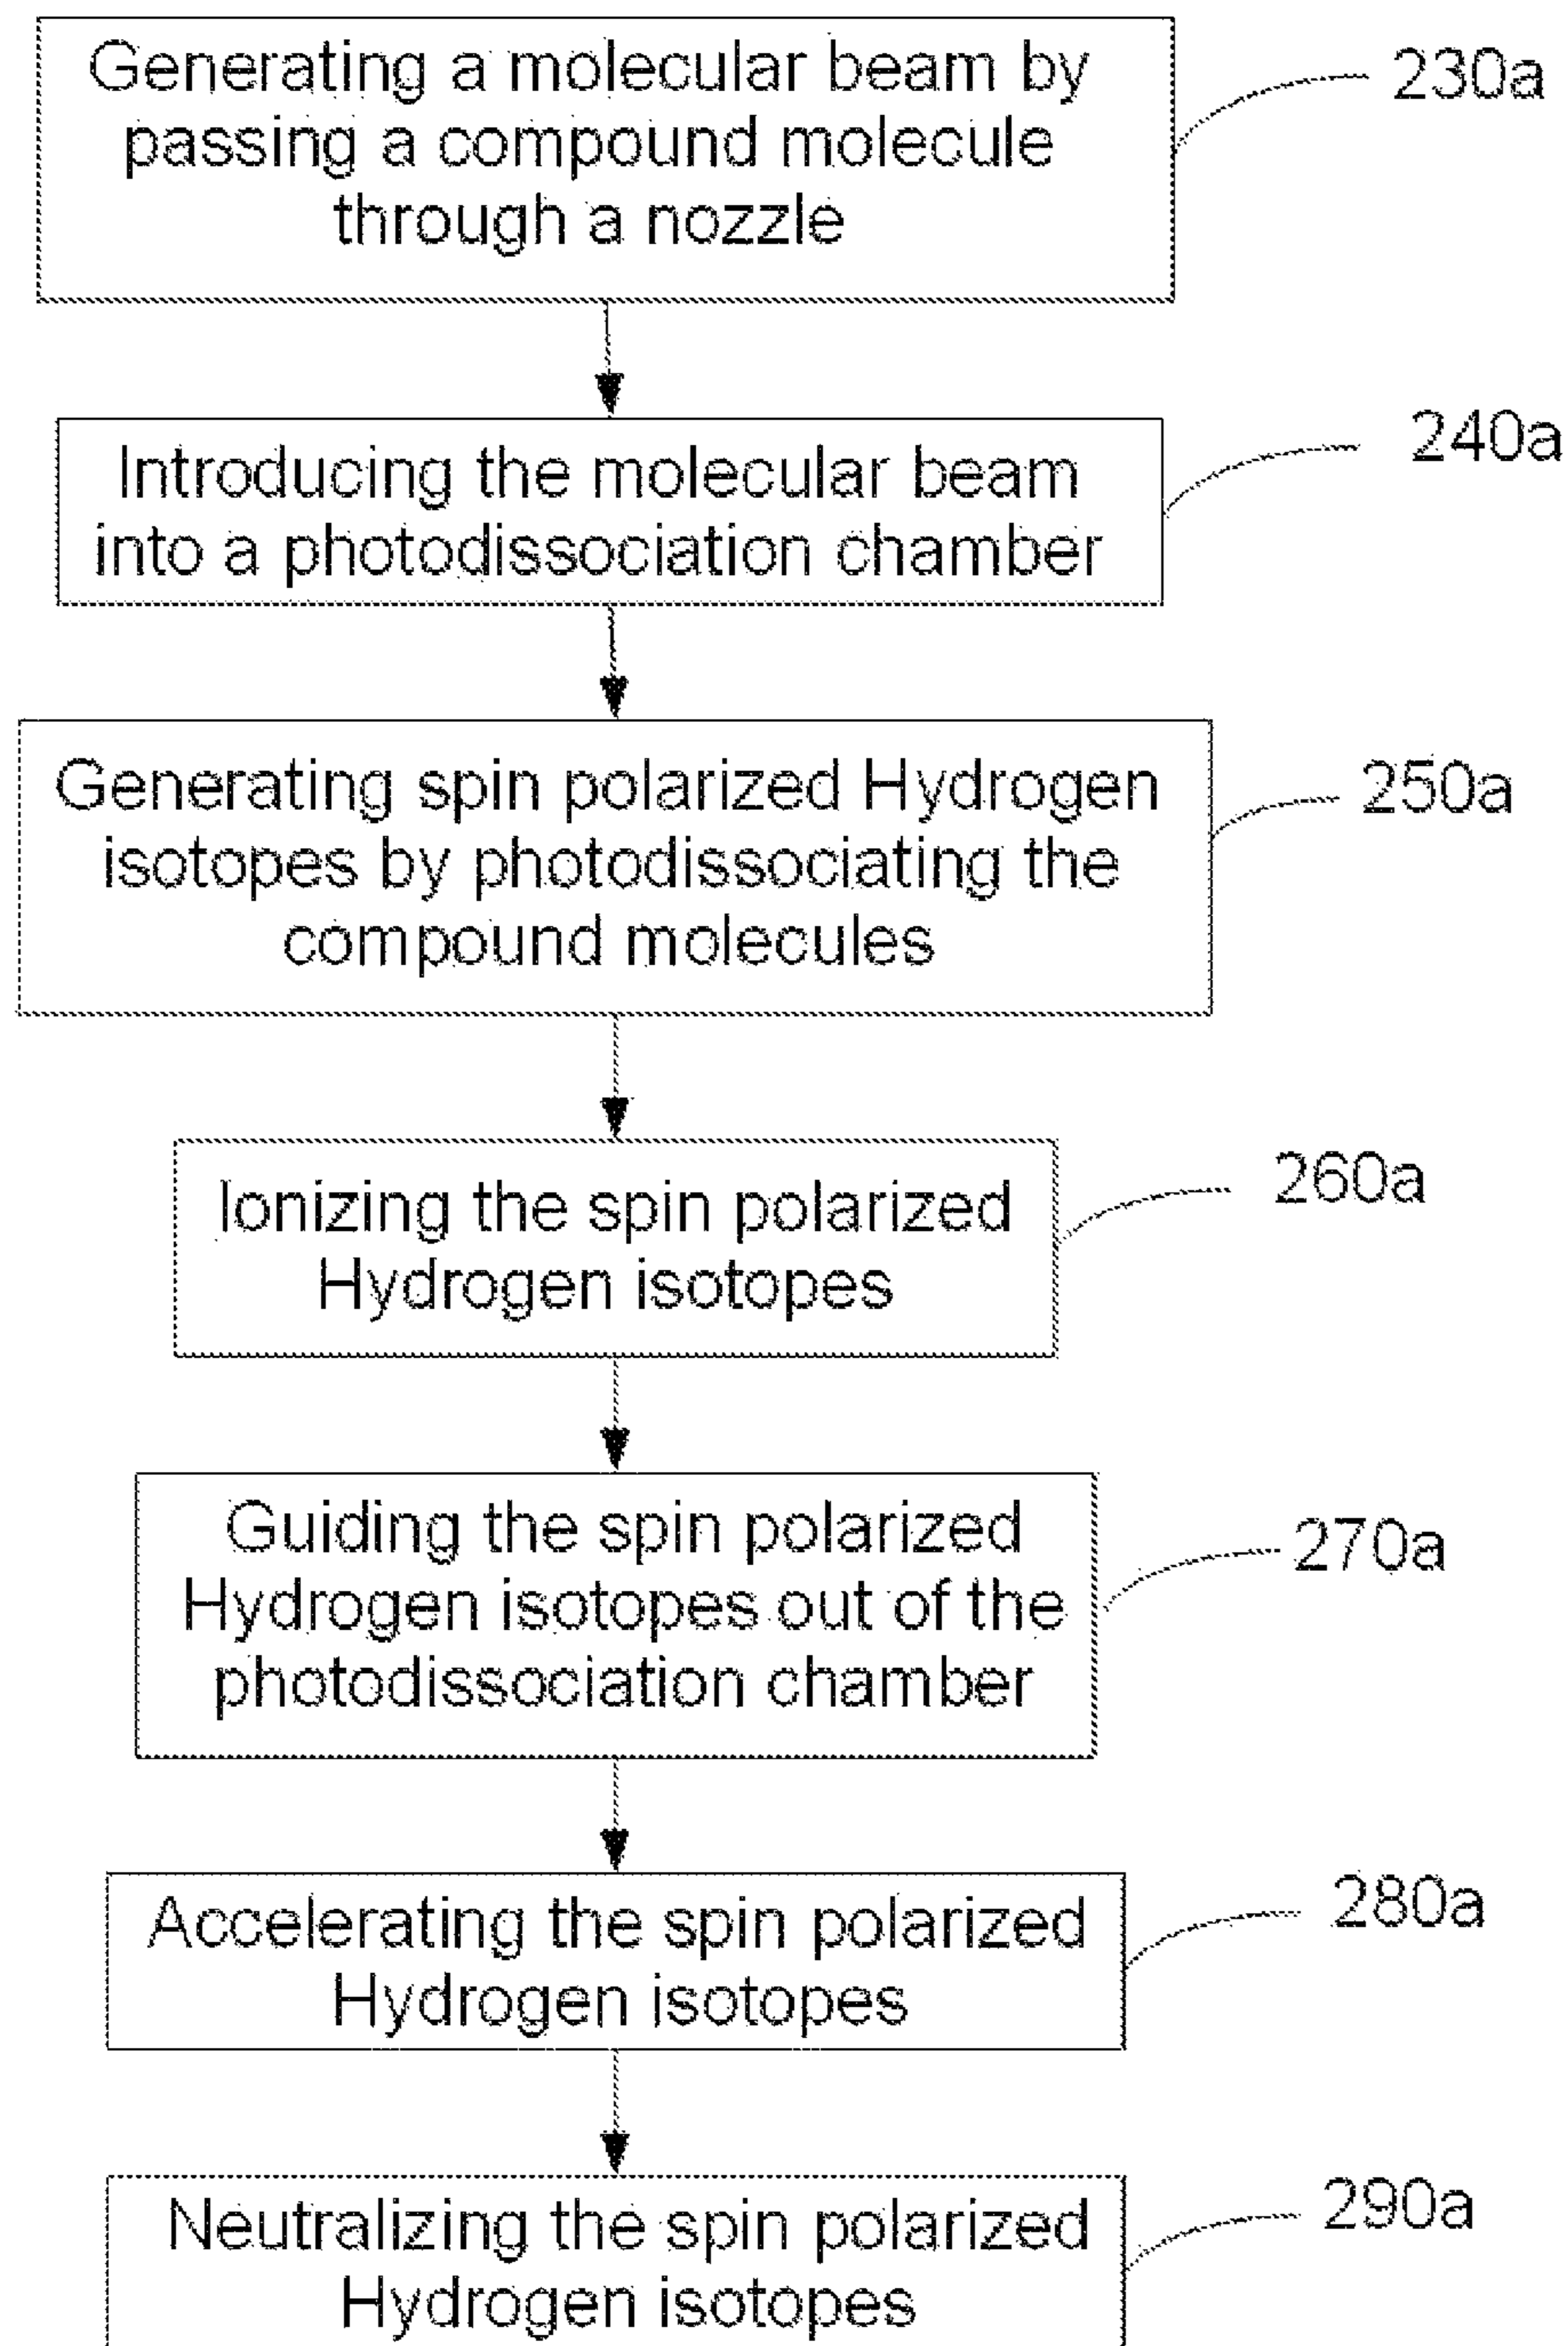 Generating a molecular beam by
passing a compound molecule
through a nozzle
230a
Introducing the molecular beam
into a photodissociation chamber
240a
Generating spin polarized Hydrogen
isotopes by photodissociating the
compound molecules
250a
Ionizing the spin polarized
Hydrogen isotopes
260a
Guiding the spin polarized
Hydrogen isotopes out of the
photodissociation chamber
270a
Accelerating the spin polarized
Hydrogen isotopes
280a
Neutralizing the spin polarized
Hydrogen isotopes
290a